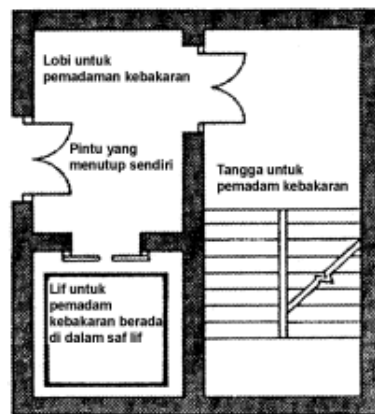 Lobi untuk
pemadaman kebakaran
Pintu yang
menutup sendiri
Tangga untuk
pemadam kebakaran
Lif untuk
pemadam
kebakaran berada
di dalam saf lif